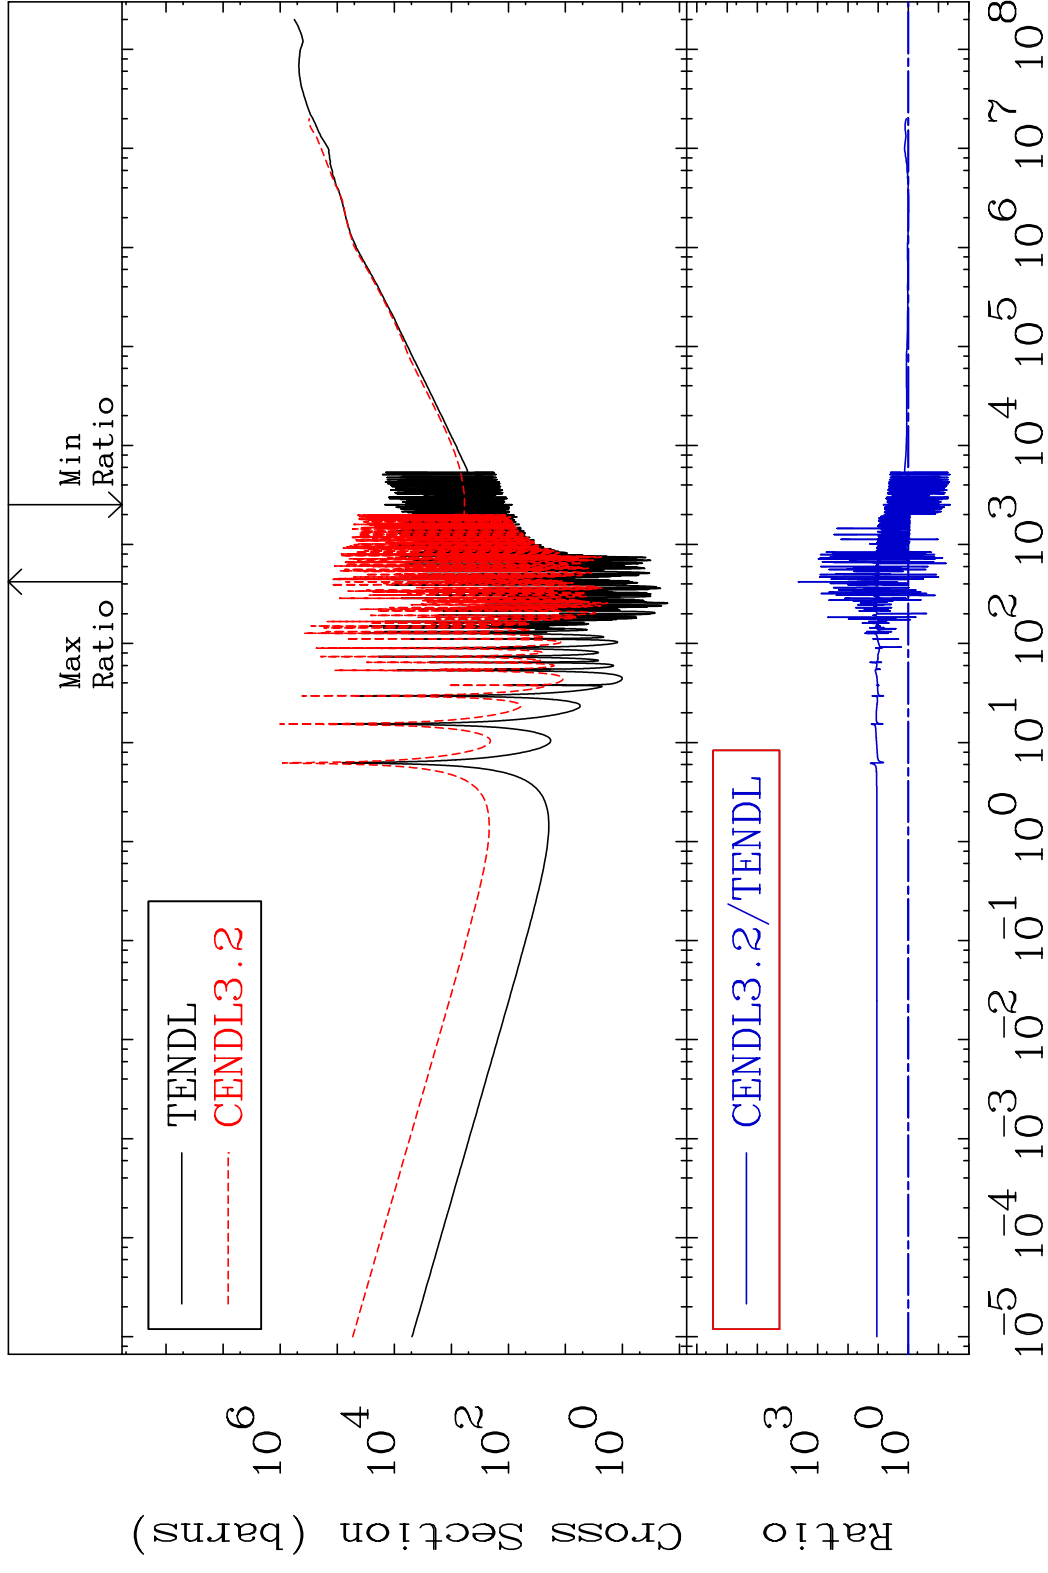 Max
Ratio
Min
Ratio
TENDL
CENDL3.2
Cross Section (barns)
10^6
10^4
10^2
10^0
CENDL3.2/TENDL
Ratio
10^3
10^0
10^-5
10^-4
10^-3
10^-2
10^-1
10^0
10^1
10^2
10^3
10^4
10^5
10^6
10^7
10^8